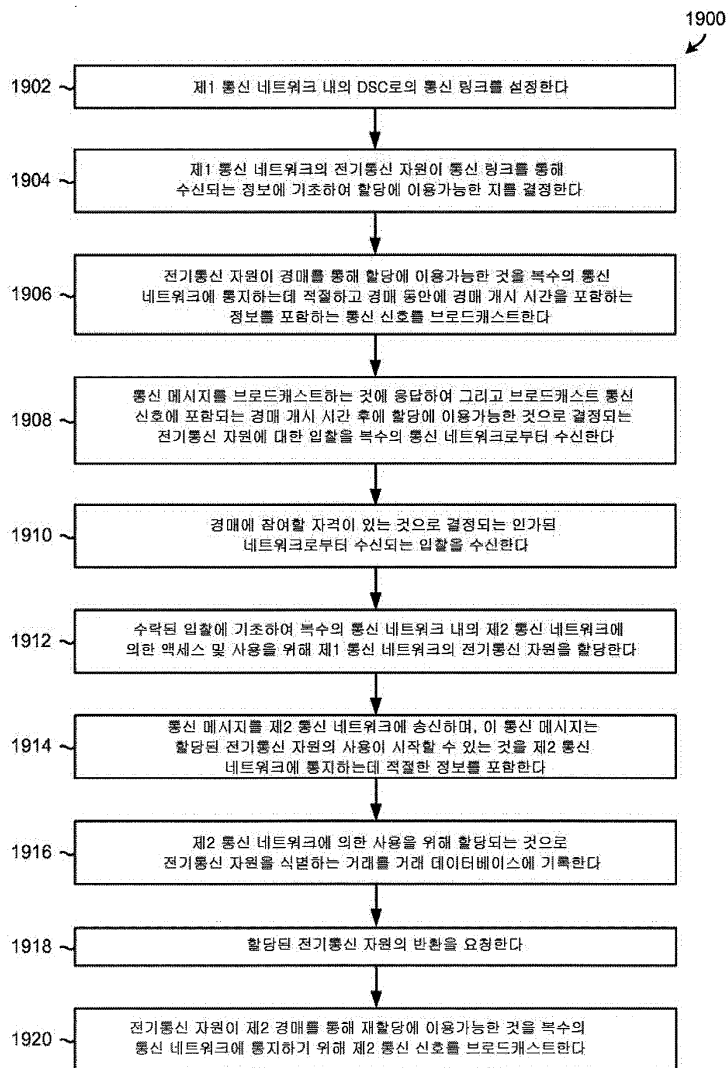 1900
1902
제1 통신 네트워크 내의 DSC로의 통신 링크를 설정한다
1904
제1 통신 네트워크의 전기통신 자원이 통신 링크를 통해
수신되는 정보에 기초하여 할당에 이용가능한 지를 결정한다
1906
전기통신 자원이 경매를 통해 할당에 이용가능한 것을 복수의 통신
네트워크에 통지하는데 적절하고 경매 동안에 경매 개시 시간을 포함하는
정보를 포함하는 통신 신호를 브로드캐스트한다
1908
통신 메시지를 브로드캐스트하는 것에 응답하여 그리고 브로드캐스트 통신
신호에 포함되는 경매 개시 시간 후에 할당에 이용가능한 것으로 결정되는
전기통신 자원에 대한 입찰을 복수의 통신 네트워크로부터 수신한다
1910
경매에 참여할 자격이 있는 것으로 결정되는 인가된
네트워크로부터 수신되는 입찰을 수신한다
1912
수락된 입찰에 기초하여 복수의 통신 네트워크 내의 제2 통신 네트워크에
의한 액세스 및 사용을 위해 제1 통신 네트워크의 전기통신 자원을 할당한다
1914
통신 메시지를 제2 통신 네트워크에 송신하며, 이 통신 메시지는
할당된 전기통신 자원의 사용이 시작할 수 있는 것을 제2 통신
네트워크에 통지하는데 적절한 정보를 포함한다
1916
제2 통신 네트워크에 의한 사용을 위해 할당되는 것으로
전기통신 자원을 식별하는 거래를 거래 데이터베이스에 기록한다
1918
할당된 전기통신 자원의 반환을 요청한다
1920
전기통신 자원이 제2 경매를 통해 재할당에 이용가능한 것을 복수의
통신 네트워크에 통지하기 위해 제2 통신 신호를 브로드캐스트한다